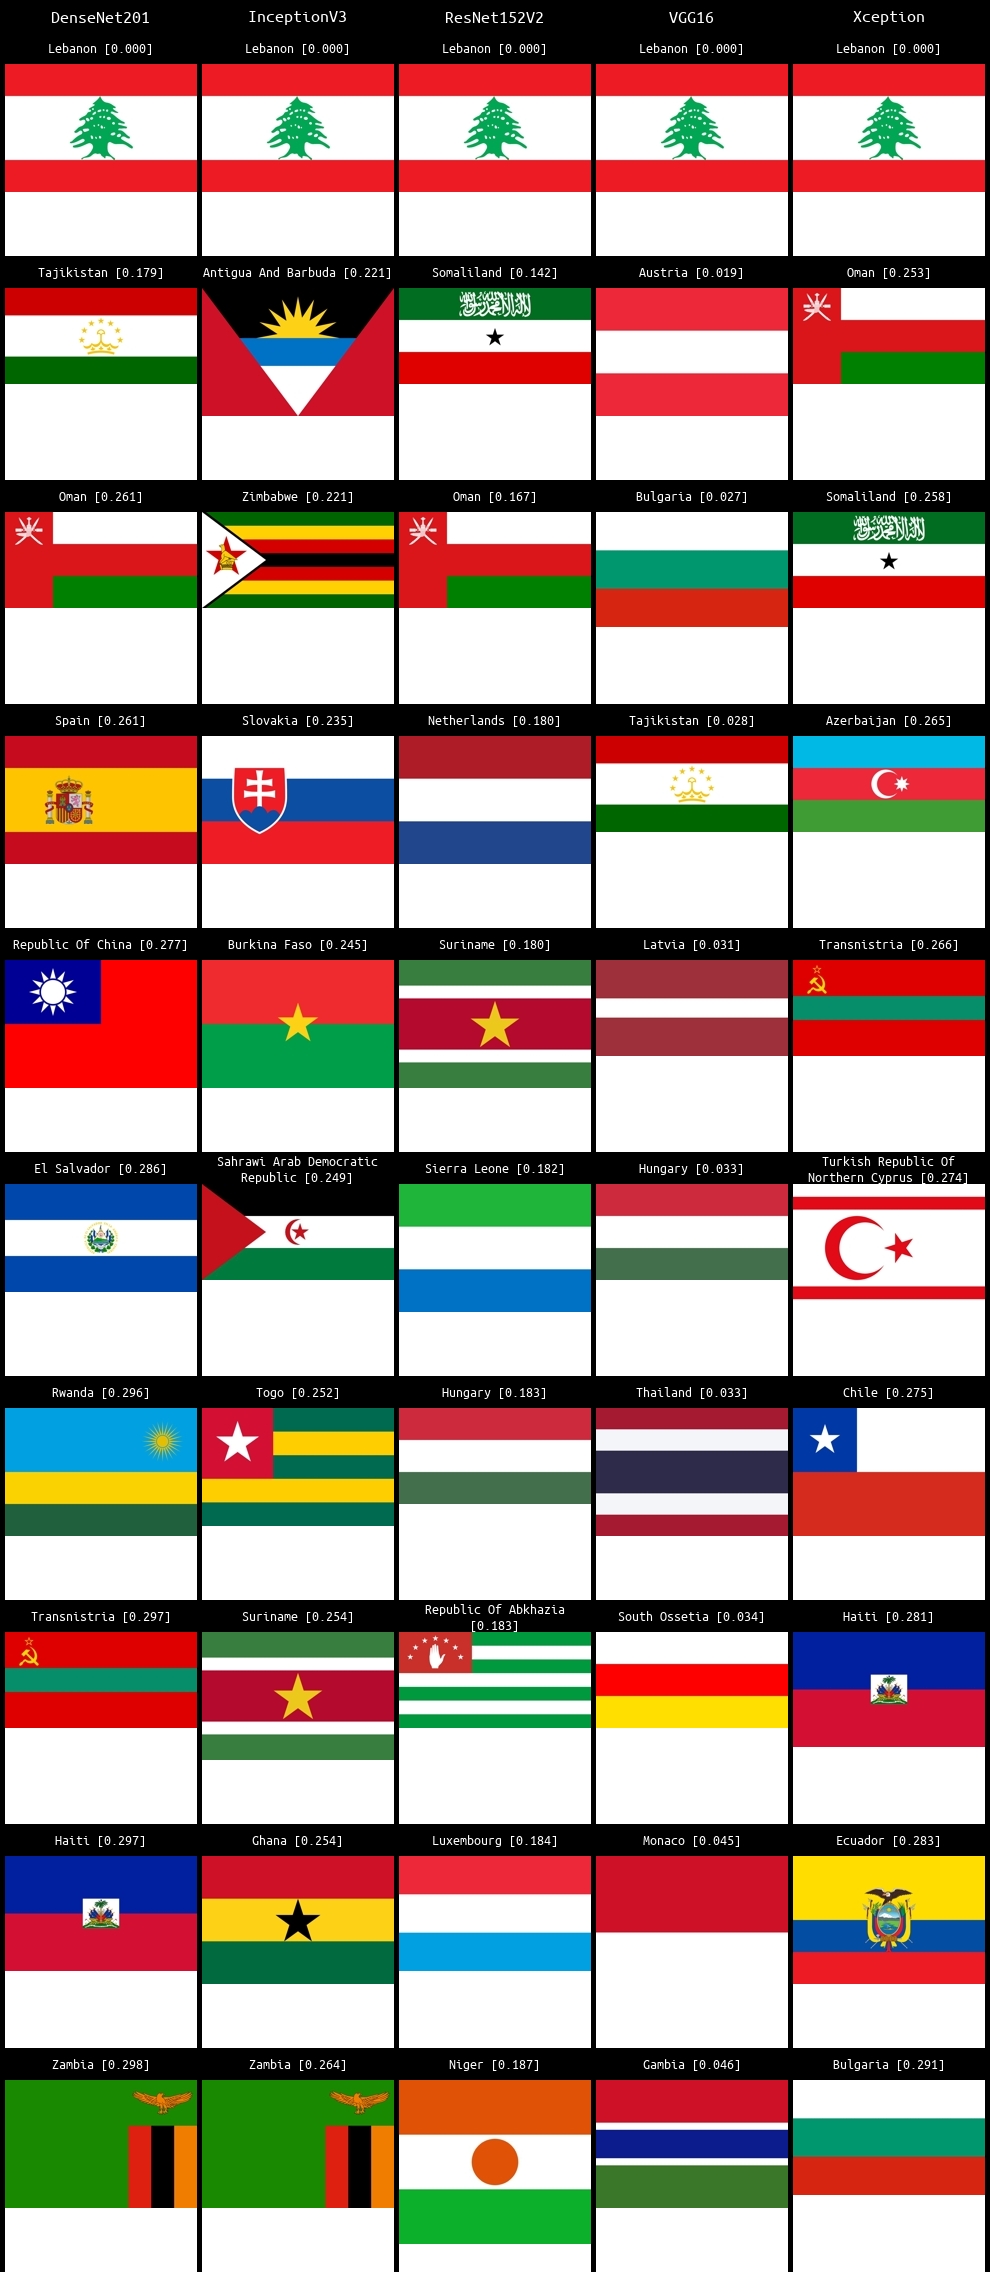 DenseNet201 InceptionV3 ResNet152V2 VGG16 Xception
Lebanon [0.000] Lebanon [0.000] Lebanon [0.000] Lebanon [0.000] Lebanon [0.000]
Tajikistan [0.179] Antigua And Barbuda [0.221] Somaliland [0.142] Austria [0.019] Oman [0.253]
Oman [0.261] Zimbabwe [0.221] Oman [0.167] Bulgaria [0.027] Somaliland [0.258]
Spain [0.261] Slovakia [0.235] Netherlands [0.180] Tajikistan [0.028] Azerbaijan [0.265]
Republic Of China [0.277] Burkina Faso [0.245] Suriname [0.180] Latvia [0.031] Transnistria [0.266]
El Salvador [0.286] Sahrawi Arab Democratic Republic [0.249] Sierra Leone [0.182] Hungary [0.033] Turkish Republic Of Northern Cyprus [0.274]
Rwanda [0.296] Togo [0.252] Hungary [0.183] Thailand [0.033] Chile [0.275]
Transnistria [0.297] Suriname [0.254] Republic Of Abkhazia [0.183] South Ossetia [0.034] Haiti [0.281]
Haiti [0.297] Ghana [0.254] Luxembourg [0.184] Monaco [0.045] Ecuador [0.283]
Zambia [0.298] Zambia [0.264] Niger [0.187] Gambia [0.046] Bulgaria [0.291]